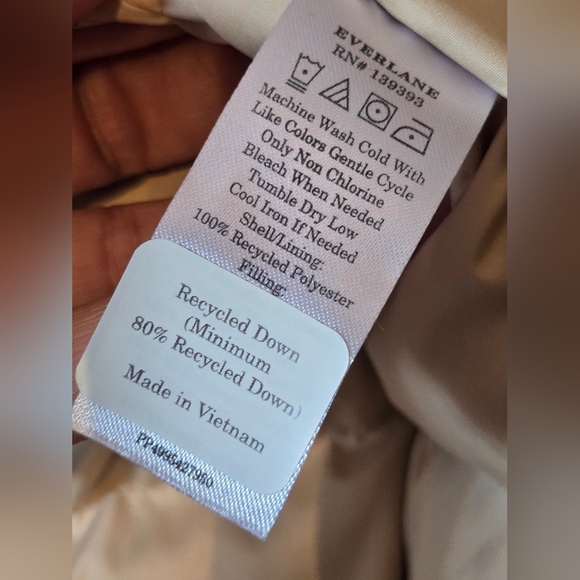 EVERLANE
RN# 139393
Machine Wash Cold With
Like Colors Gentle Cycle
Only Non Chlorine
Bleach When Needed
Tumble Dry Low
Cool Iron If Needed
Shell/Lining:
100% Recycled Polyester
Filling:
Recycled Down
(Minimum
80% Recycled Down)
Made in Vietnam